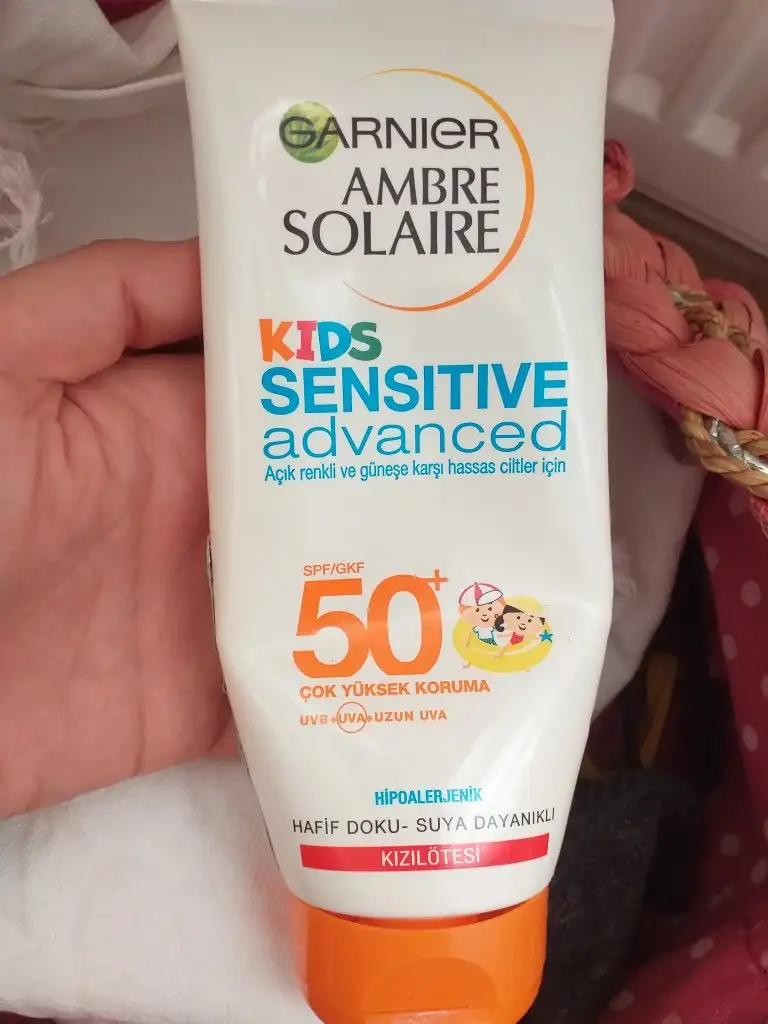 GARNIER
AMBRE
SOLAIRE
KIDS
SENSITIVE
advanced
Açık renkli ve güneşe karşı hassas ciltler için
SPF/GKF
50+
ÇOK YÜKSEK KORUMA
UVB+UVA+UZUN UVA
HİPOALERJENİK
HAFİF DOKU- SUYA DAYANIKLI
KIZILÖTESİ